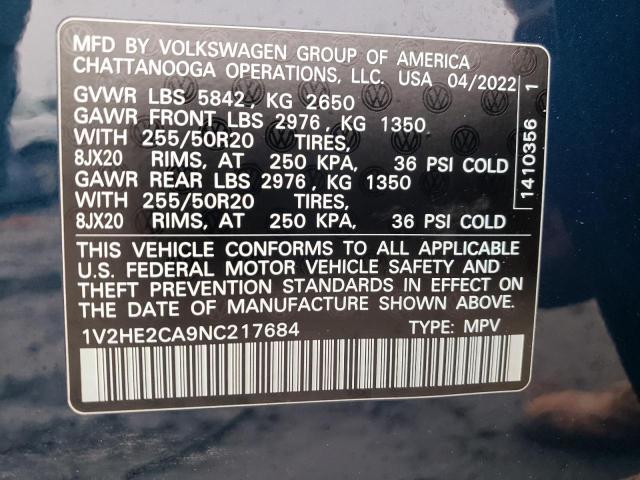 MFD BY VOLKSWAGEN GROUP OF AMERICA
CHATTANOOGA OPERATIONS, LLC. USA 04/2022
GVWR LBS 5842, KG 2650
GAWR FRONT LBS 2976, KG 1350
WITH 255/50R20 TIRES,
8JX20 RIMS, AT 250 KPA, 36 PSI COLD
GAWR REAR LBS 2976, KG 1350
WITH 255/50R20 TIRES,
8JX20 RIMS, AT 250 KPA, 36 PSI COLD
THIS VEHICLE CONFORMS TO ALL APPLICABLE
U.S. FEDERAL MOTOR VEHICLE SAFETY AND
THEFT PREVENTION STANDARDS IN EFFECT ON
THE DATE OF MANUFACTURE SHOWN ABOVE.
1V2HE2CA9NC217684 TYPE: MPV
1410356 1